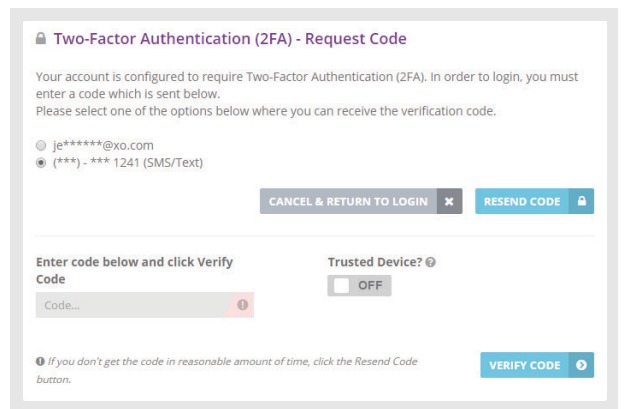 Two-Factor Authentication (2FA) - Request Code
Your account is configured to require Two-Factor Authentication (2FA). In order to login, you must
enter a code which is sent below.
Please select one of the options below where you can receive the verification code.
je******@xo.com
(***) - *** 1241 (SMS/Text)
CANCEL & RETURN TO LOGIN
RESEND CODE
Enter code below and click Verify
Code
Trusted Device?
Code...
OFF
If you don't get the code in reasonable amount of time, click the Resend Code
button.
VERIFY CODE